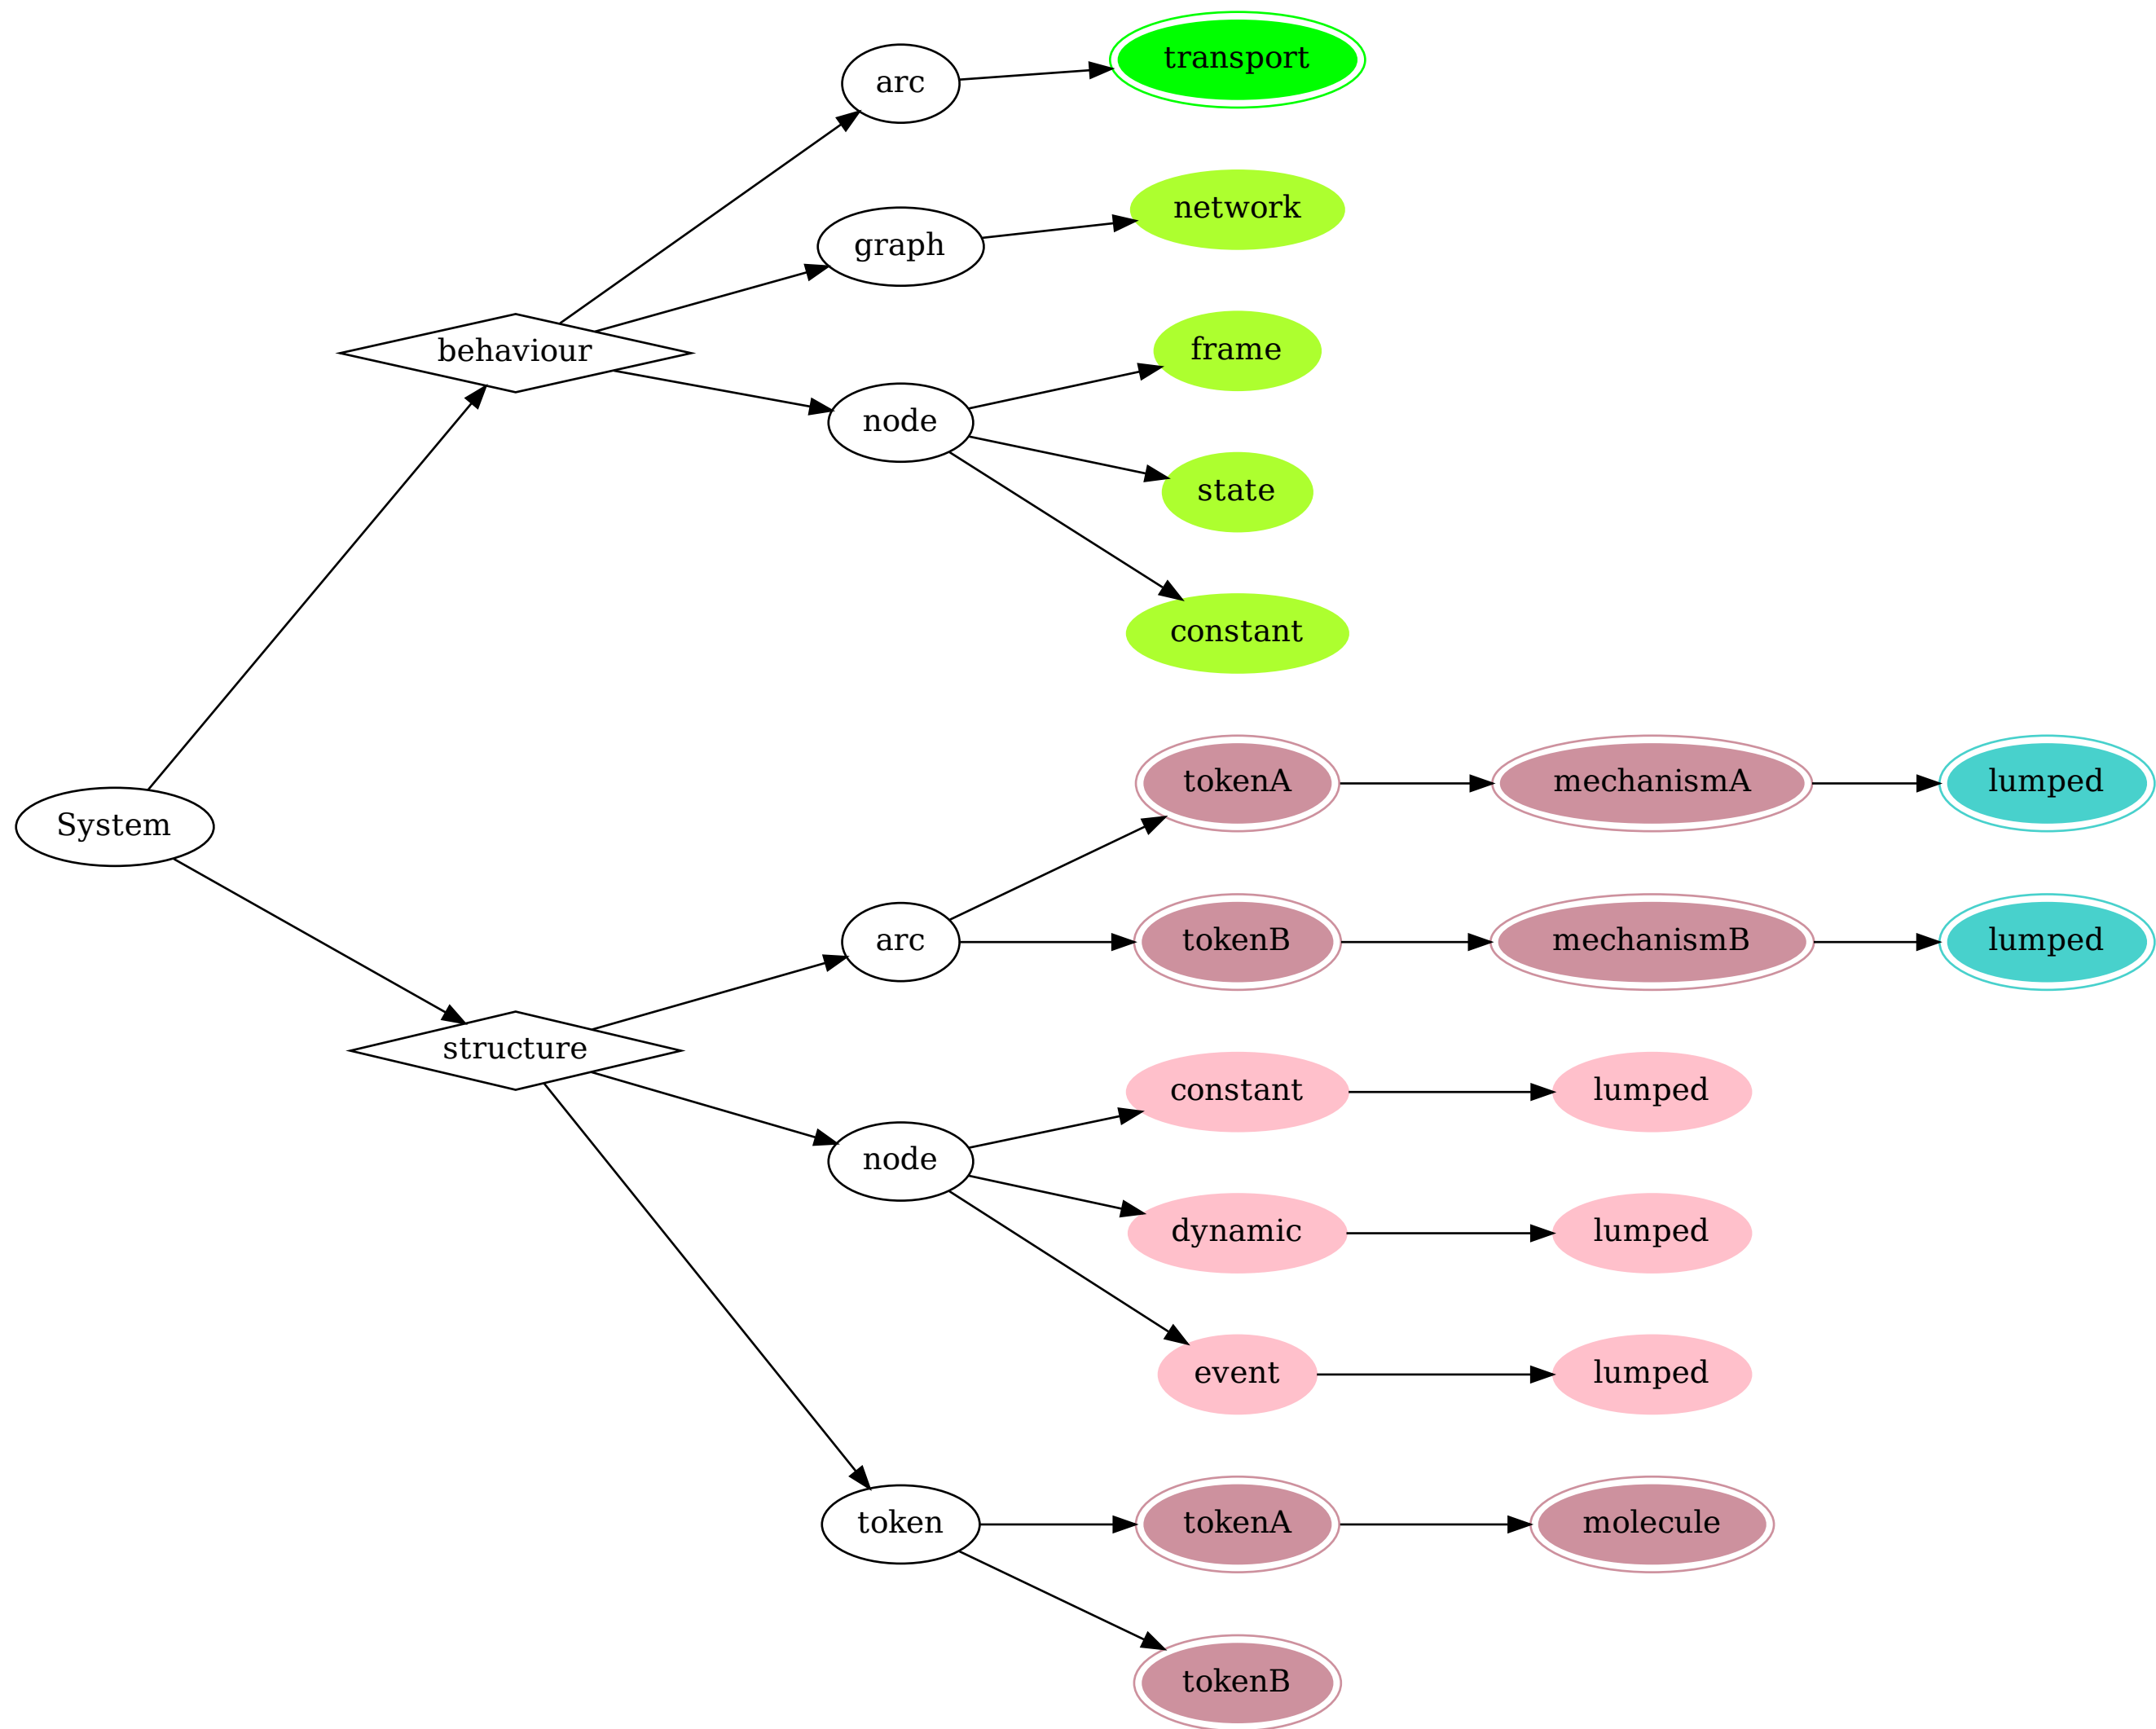 System
behaviour
arc
transport
graph
network
node
frame
state
constant
structure
arc
tokenA
mechanismA
lumped
tokenB
mechanismB
lumped
node
constant
lumped
dynamic
lumped
event
lumped
token
tokenA
molecule
tokenB